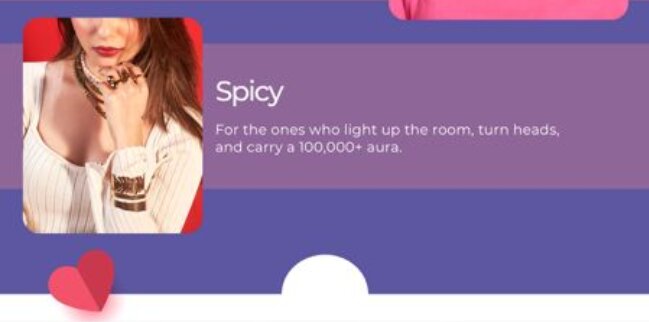 Spicy
For the ones who light up the room, turn heads,
and carry a 100,000+ aura.